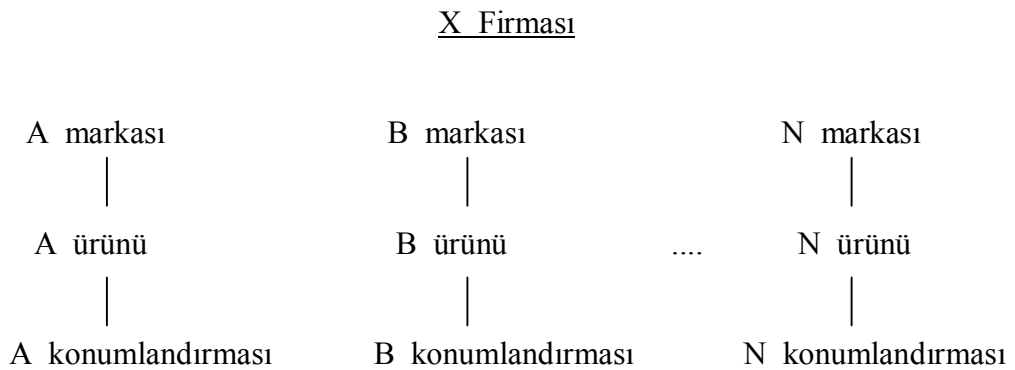 X Firması
A markası B markası N markası
A ürünü B ürünü .... N ürünü
A konumlandırması B konumlandırması N konumlandırması